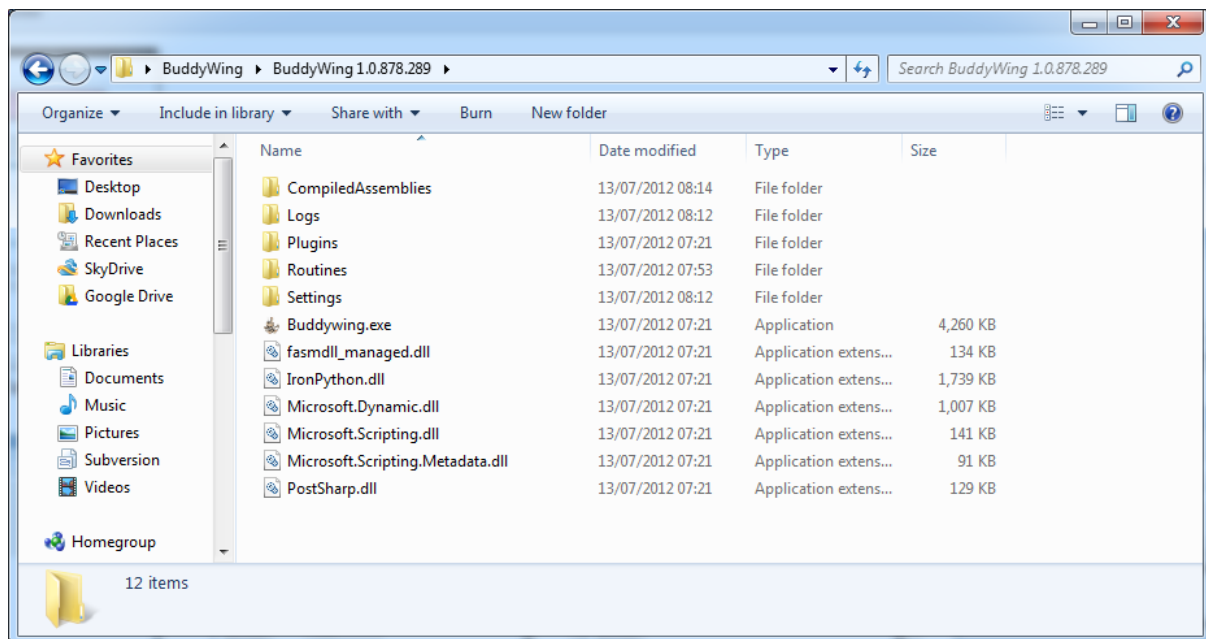 BuddyWing BuddyWing 1.0.878.289 Search BuddyWing 1.0.878.289
Organize Include in library Share with Burn New folder
Favorites
Desktop
Downloads
Recent Places
SkyDrive
Google Drive
Libraries
Documents
Music
Pictures
Subversion
Videos
Homegroup
Name Date modified Type Size
CompiledAssemblies 13/07/2012 08:14 File folder
Logs 13/07/2012 08:12 File folder
Plugins 13/07/2012 07:21 File folder
Routines 13/07/2012 07:53 File folder
Settings 13/07/2012 08:12 File folder
Buddywing.exe 13/07/2012 07:21 Application 4,260 KB
fasmdll_managed.dll 13/07/2012 07:21 Application extens... 134 KB
IronPython.dll 13/07/2012 07:21 Application extens... 1,739 KB
Microsoft.Dynamic.dll 13/07/2012 07:21 Application extens... 1,007 KB
Microsoft.Scripting.dll 13/07/2012 07:21 Application extens... 141 KB
Microsoft.Scripting.Metadata.dll 13/07/2012 07:21 Application extens... 91 KB
PostSharp.dll 13/07/2012 07:21 Application extens... 129 KB
12 items